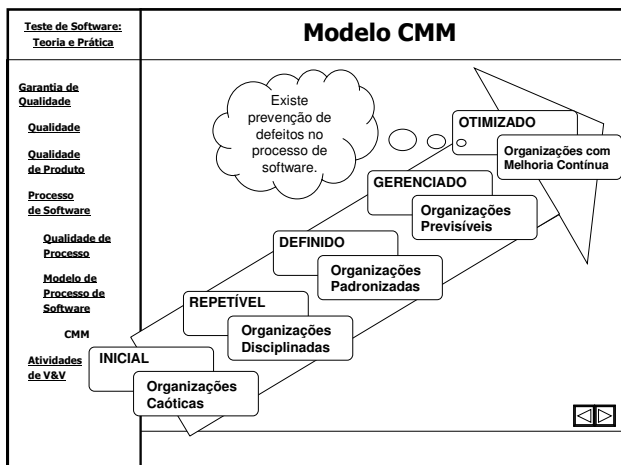 Teste de Software:
Teoria e Prática
Modelo CMM
Garantia de
Qualidade
Qualidade
Qualidade
de Produto
Processo
de Software
Qualidade de
Processo
Modelo de
Processo de
Software
CMM
Atividades
de V&V
Existe
prevenção de
defeitos no
processo de
software.
OTIMIZADO
Organizações com
Melhoria Contínua
GERENCIADO
Organizações
Previsíveis
DEFINIDO
Organizações
Padronizadas
REPETÍVEL
Organizações
Disciplinadas
INICIAL
Organizações
Caóticas